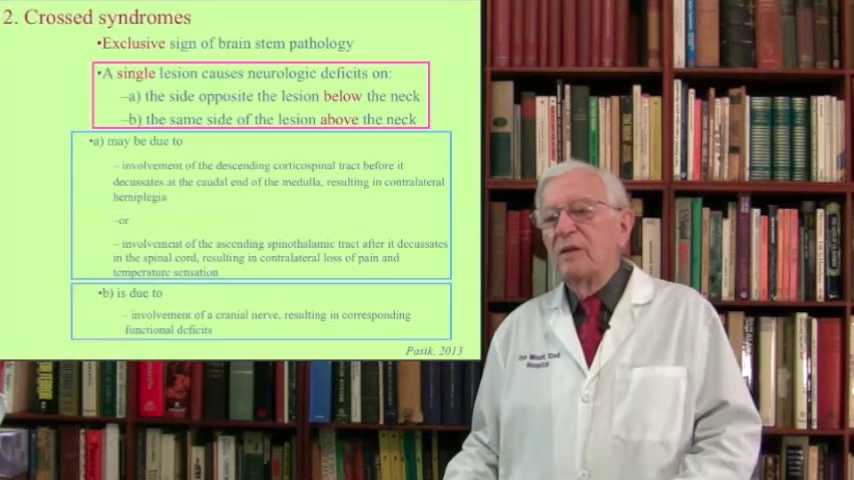 2. Crossed syndromes
•Exclusive sign of brain stem pathology
•A single lesion causes neurologic deficits on:
–a) the side opposite the lesion below the neck
–b) the same side of the lesion above the neck
•a) may be due to
– involvement of the descending corticospinal tract before it
decussates at the caudal end of the medulla, resulting in contralateral
hemiplegia
–or
– involvement of the ascending spinothalamic tract after it decussates
in the spinal cord, resulting in contralateral loss of pain and
temperature sensation
•b) is due to
– involvement of a cranial nerve, resulting in corresponding
functional deficits
Pasik, 2013
The Mount Sinai
Hospital